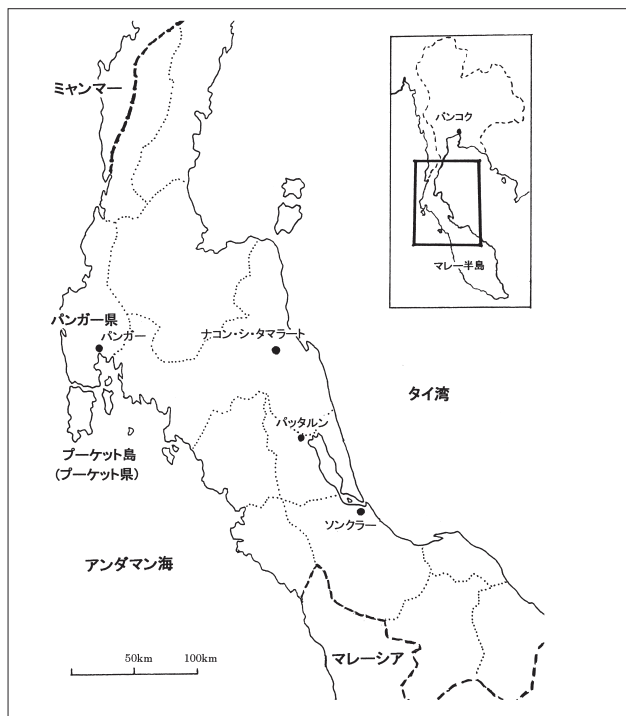 ミャンマー
バンコク
マレー半島
パンガー県
パンガー
ナコン・シ・タマラート
タイ湾
パッタルン
プーケット島
(プーケット県)
ソンクラー
アンダマン海
マレーシア
50km 100km